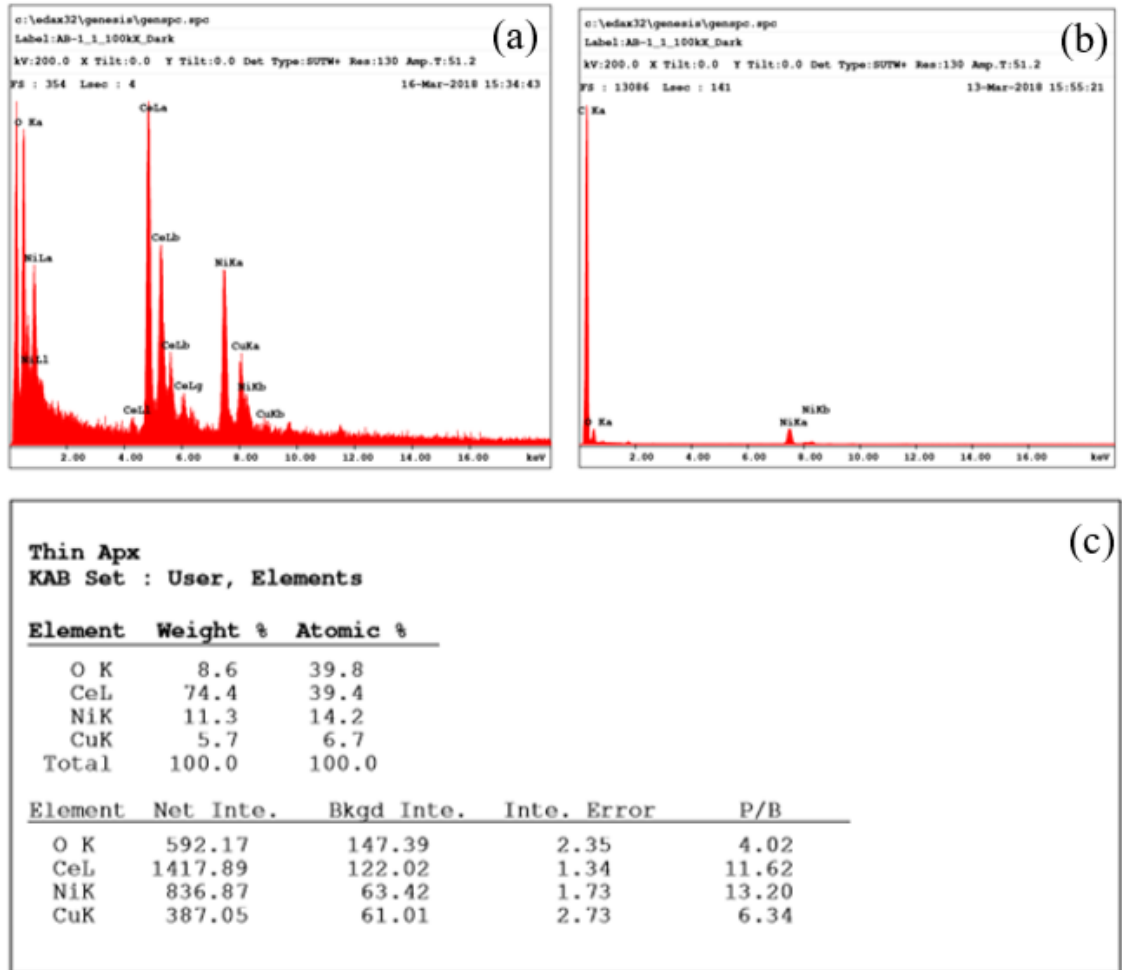 c:\edax32\genesis\genspc.spc
Label:AB-1_1_100kX_Dark
(a)
kV:200.0 X Tilt:0.0 Y Tilt:0.0 Det Type:SUTW+ Res:130 Amp.T:51.2
FS : 354 Lsec : 4 16-Mar-2018 15:34:43
CeLa
O Ka
CeLb
NiLa
NiKa
CeLb
CuKa
NiLl
CeLg
NiKb
CeLl
CuKb
2.00 4.00 6.00 8.00 10.00 12.00 14.00 16.00 keV
c:\edax32\genesis\genspc.spc
Label:AB-1_1_100kX_Dark
(b)
kV:200.0 X Tilt:0.0 Y Tilt:0.0 Det Type:SUTW+ Res:130 Amp.T:51.2
FS : 13086 Lsec : 141 13-Mar-2018 15:55:21
C Ka
NiKb
O Ka
NiKa
2.00 4.00 6.00 8.00 10.00 12.00 14.00 16.00 keV
(c)
Thin Apx
KAB Set : User, Elements
Element Weight % Atomic %
O K 8.6 39.8
CeL 74.4 39.4
NiK 11.3 14.2
CuK 5.7 6.7
Total 100.0 100.0
Element Net Inte. Bkgd Inte. Inte. Error P/B
O K 592.17 147.39 2.35 4.02
CeL 1417.89 122.02 1.34 11.62
NiK 836.87 63.42 1.73 13.20
CuK 387.05 61.01 2.73 6.34